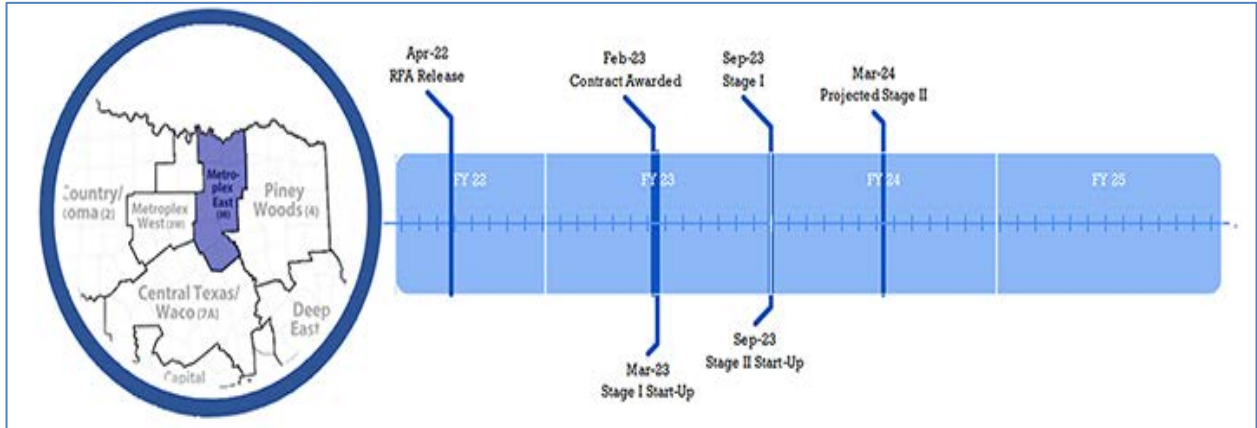 Country/
oma (2)
Metroplex
West (3W)
Metro-
plex
East
(3E)
Piney
Woods (4)
Central Texas/
Waco (7A)
Deep
East
Capital
Apr-22
RFA Release
Feb-23
Contract Awarded
Sep-23
Stage I
Mar-24
Projected Stage II
FY 22
FY 23
FY 24
FY 25
Mar-23
Stage I Start-Up
Sep-23
Stage II Start-Up